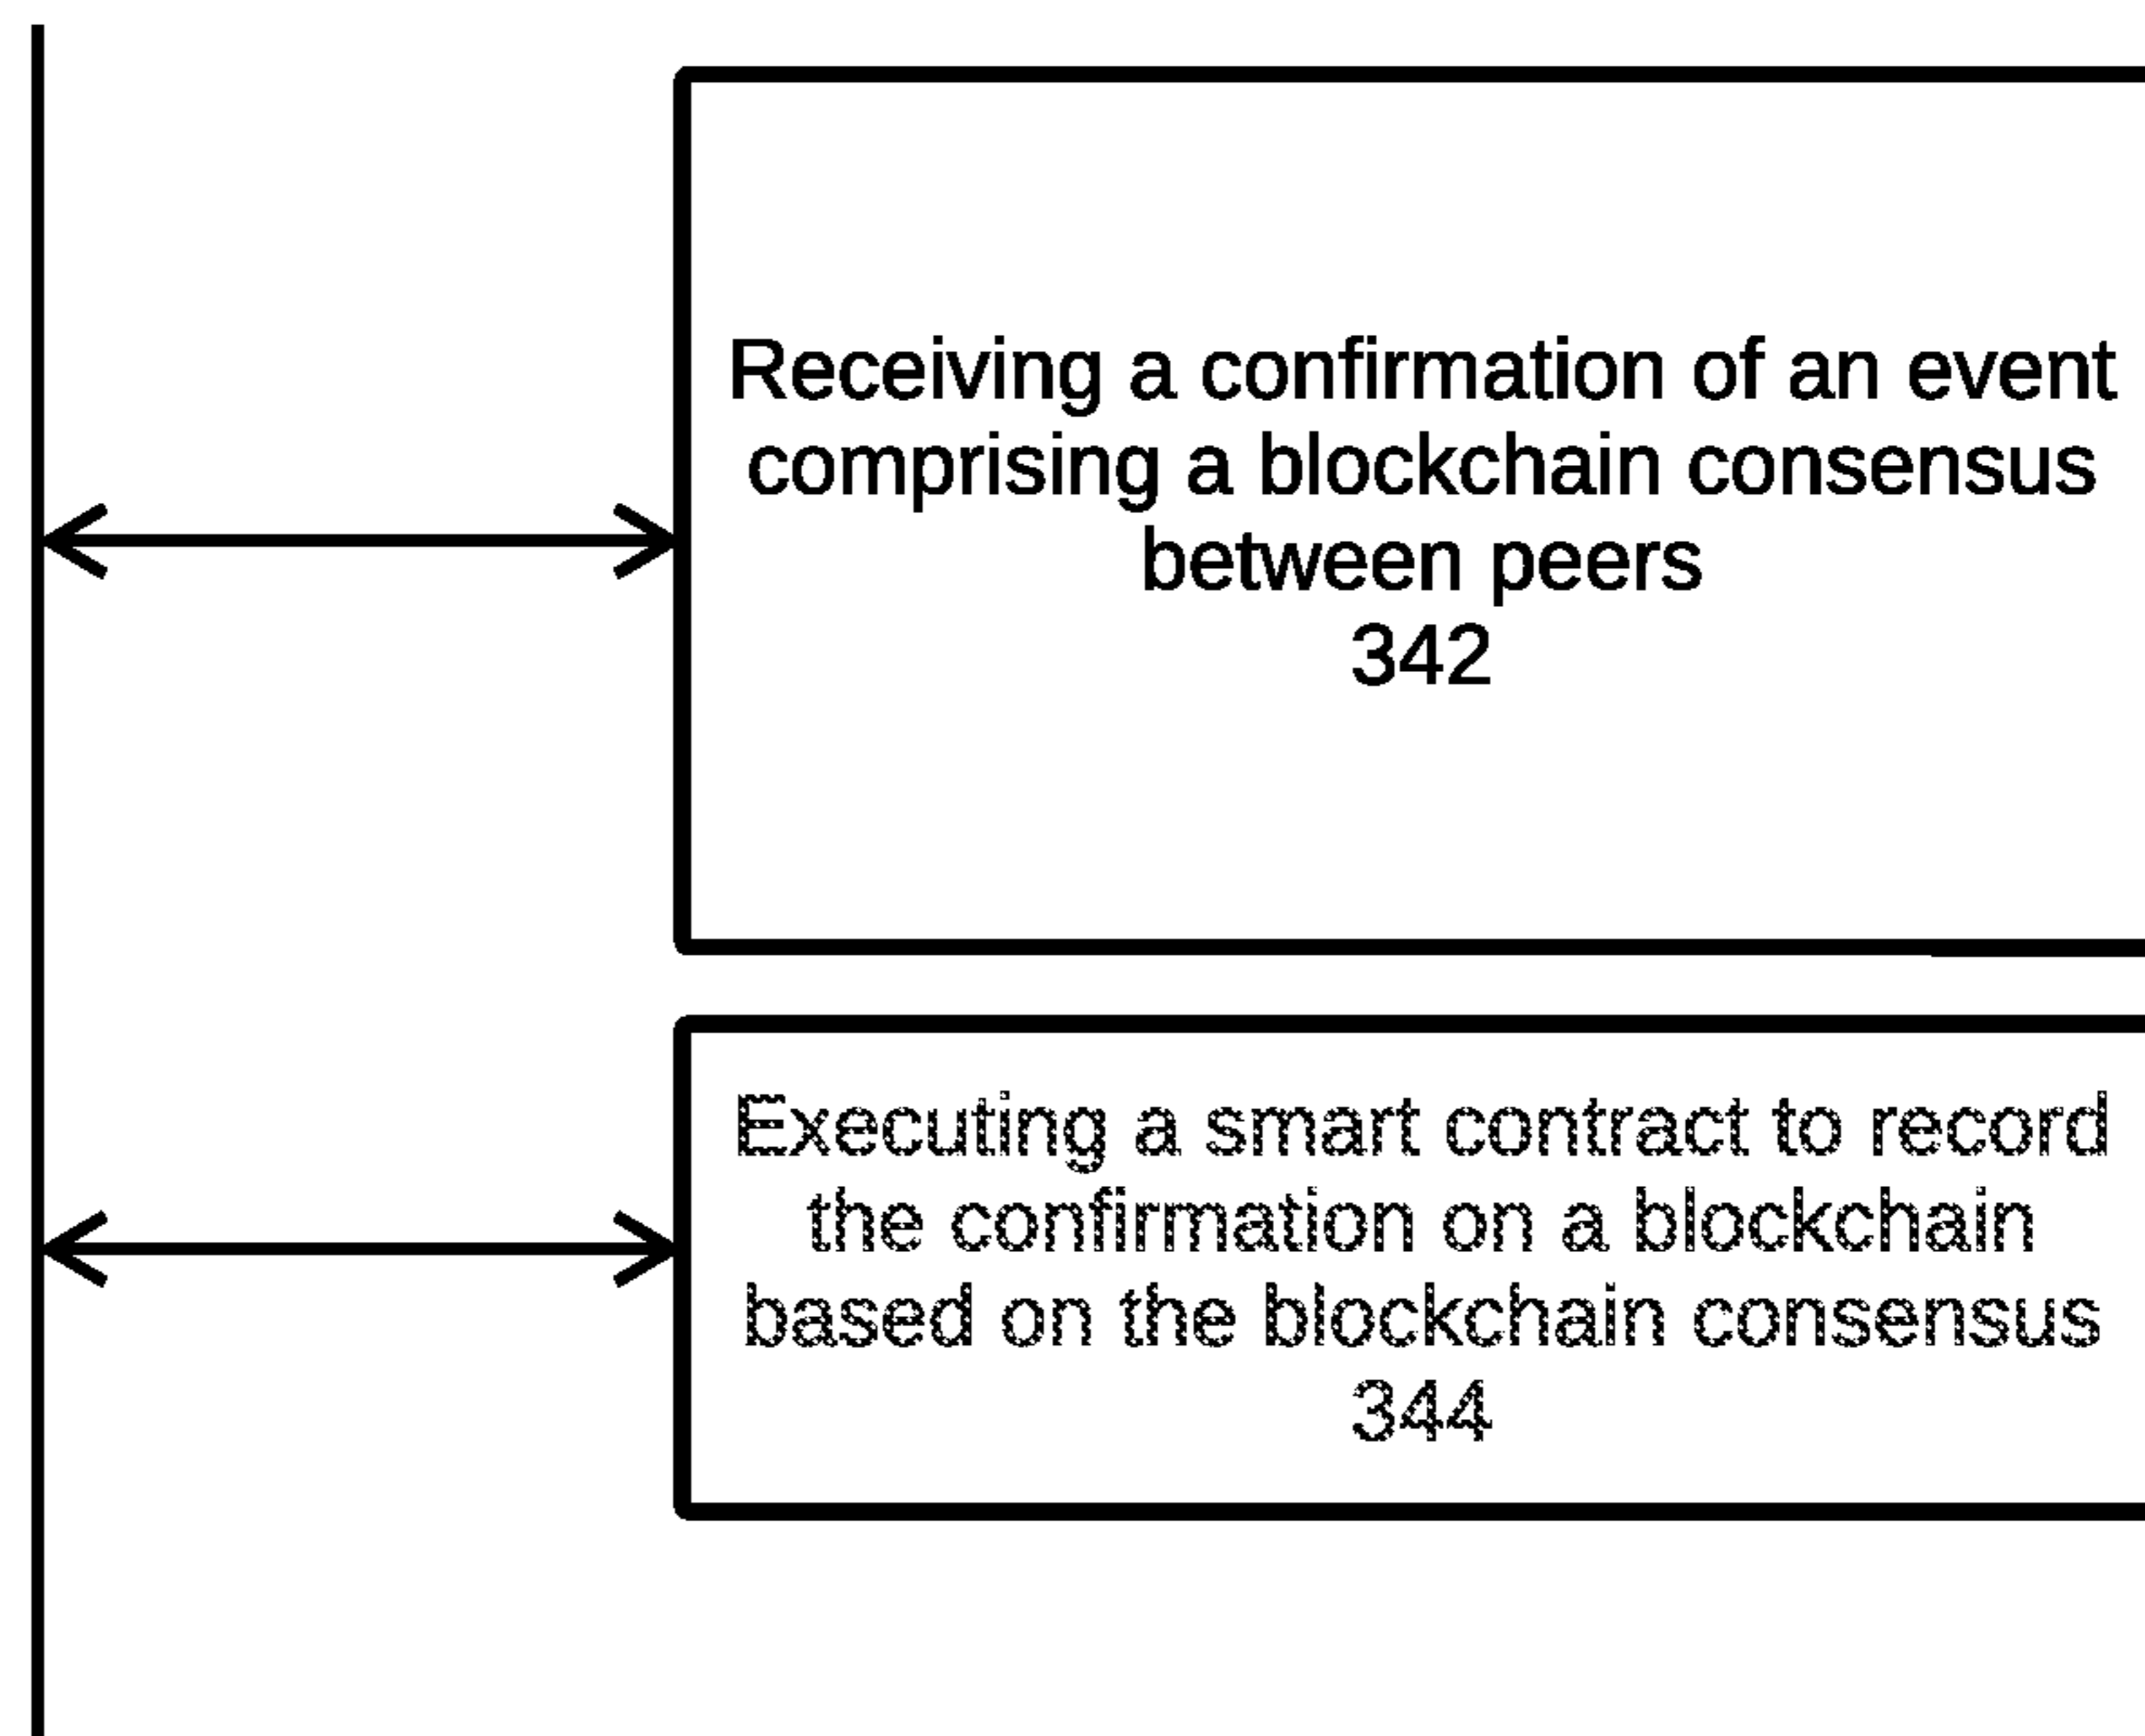 Receiving a confirmation of an event
comprising a blockchain consensus
between peers
342
Executing a smart contract to record
the confirmation on a blockchain
based on the blockchain consensus
344